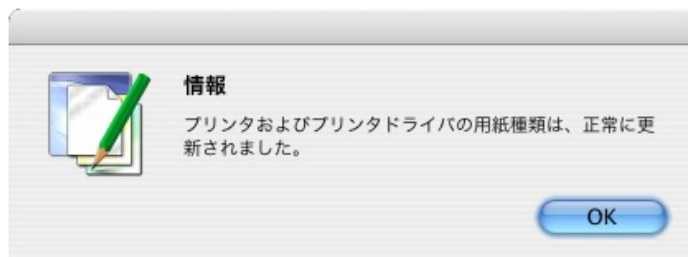 情報
プリンタおよびプリンタドライバの用紙種類は、正常に更
新されました。
OK